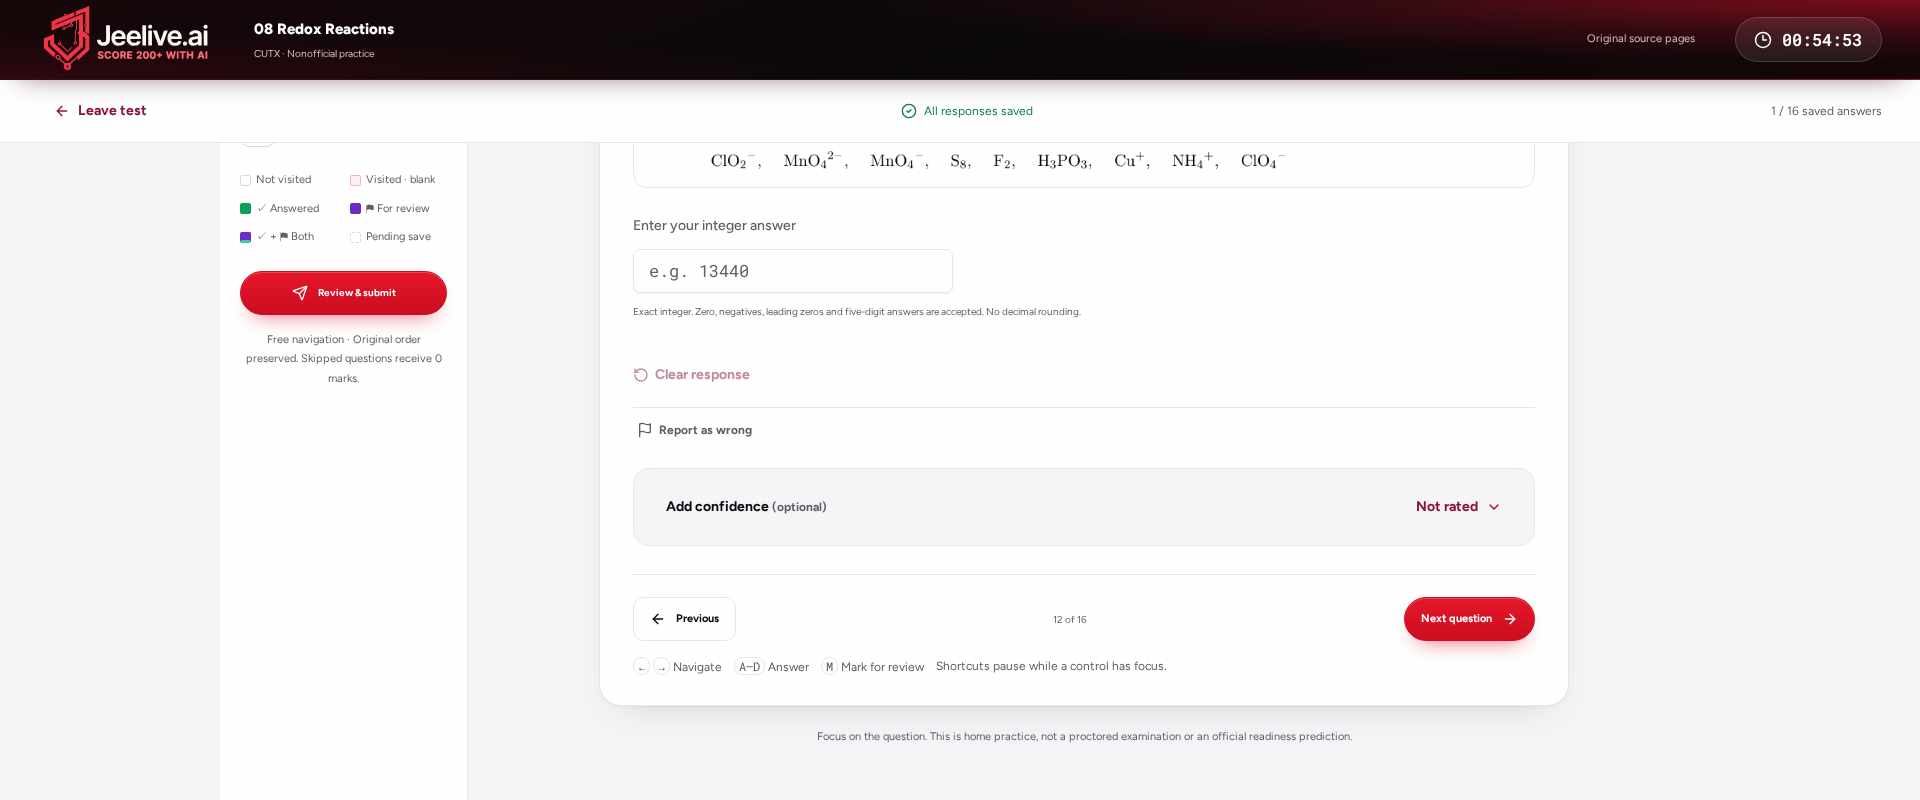 Jeelive.ai
SCORE 200+ WITH AI
08 Redox Reactions
CUTX · Nonofficial practice
Original source pages
00:54:53
Leave test
All responses saved
1 / 16 saved answers
Not visited
Visited · blank
✓ Answered
For review
✓ + Both
Pending save
Review & submit
Free navigation · Original order
preserved. Skipped questions receive 0
marks.
ClO₂⁻, MnO₄²⁻, MnO₄⁻, S₈, F₂, H₃PO₃, Cu⁺, NH₄⁺, ClO₄⁻
Enter your integer answer
e.g. 13440
Exact integer. Zero, negatives, leading zeros and five-digit answers are accepted. No decimal rounding.
Clear response
Report as wrong
Add confidence (optional)
Not rated
Previous
12 of 16
Next question
← → Navigate A–D Answer M Mark for review Shortcuts pause while a control has focus.
Focus on the question. This is home practice, not a proctored examination or an official readiness prediction.